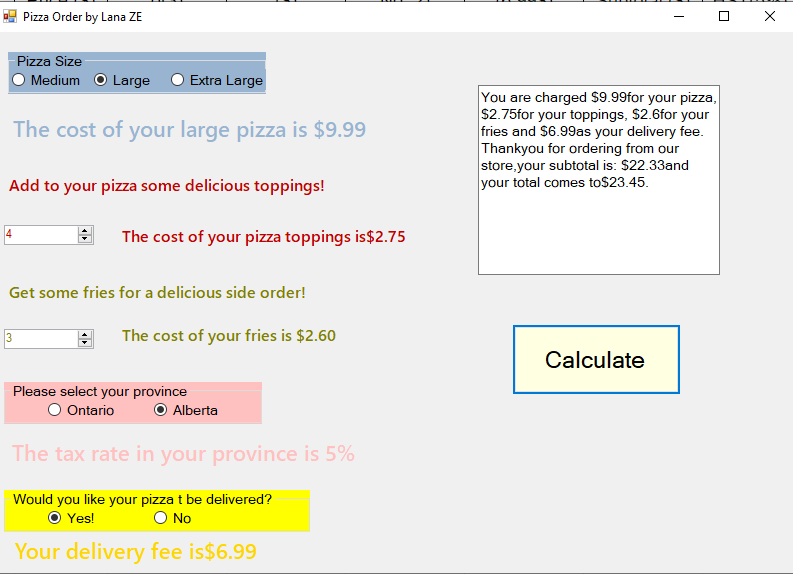 Pizza Order by Lana ZE
Pizza Size
Medium Large Extra Large
The cost of your large pizza is $9.99
Add to your pizza some delicious toppings!
4
The cost of your pizza toppings is$2.75
Get some fries for a delicious side order!
3
The cost of your fries is $2.60
Please select your province
Ontario Alberta
The tax rate in your province is 5%
Would you like your pizza t be delivered?
Yes! No
Your delivery fee is$6.99
You are charged $9.99for your pizza,
$2.75for your toppings, $2.6for your
fries and $6.99as your delivery fee.
Thankyou for ordering from our
store,your subtotal is: $22.33and
your total comes to$23.45.
Calculate